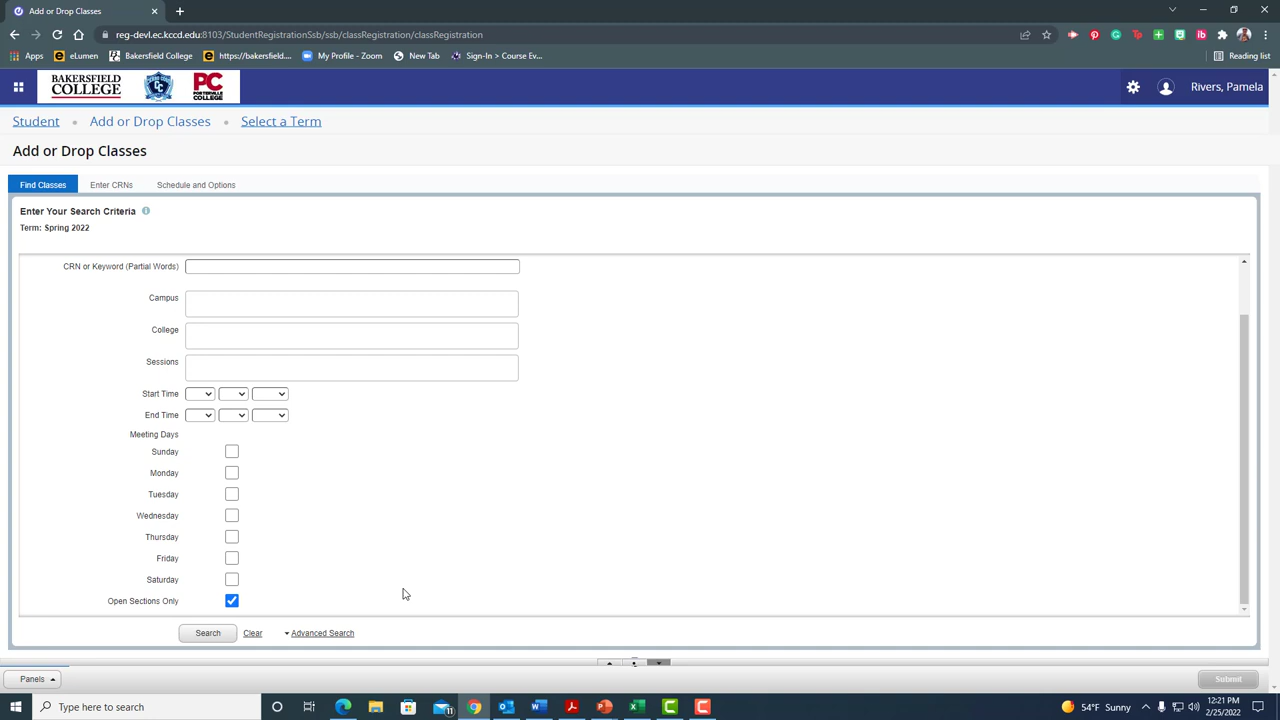 Add or Drop Classes
reg-devl.ec.kccd.edu:8103/StudentRegistrationSsb/ssb/classRegistration/classRegistration
Apps eLumen Bakersfield College https://bakersfield.... My Profile - Zoom New Tab Sign-In > Course Ev... Reading list
BAKERSFIELD COLLEGE PC PORTERVILLE COLLEGE Rivers, Pamela
Student Add or Drop Classes Select a Term
Add or Drop Classes
Find Classes Enter CRNs Schedule and Options
Enter Your Search Criteria
Term: Spring 2022
CRN or Keyword (Partial Words)
Campus
College
Sessions
Start Time
End Time
Meeting Days
Sunday
Monday
Tuesday
Wednesday
Thursday
Friday
Saturday
Open Sections Only
Search Clear Advanced Search
Panels Submit
Type here to search 11 54°F Sunny 12:21 PM
2/25/2022